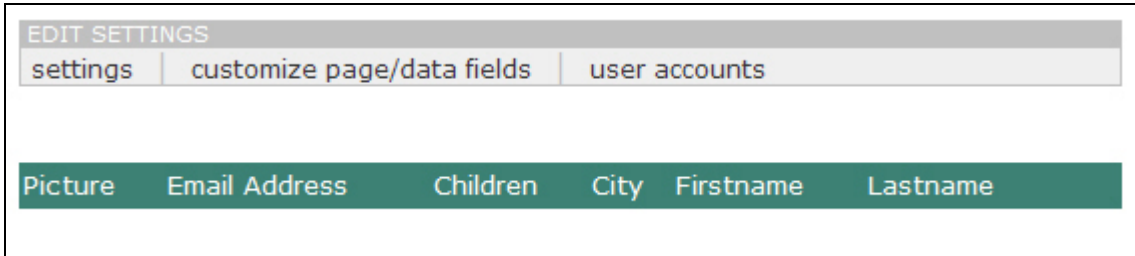 EDIT SETTINGS
settings customize page/data fields user accounts
Picture Email Address Children City Firstname Lastname